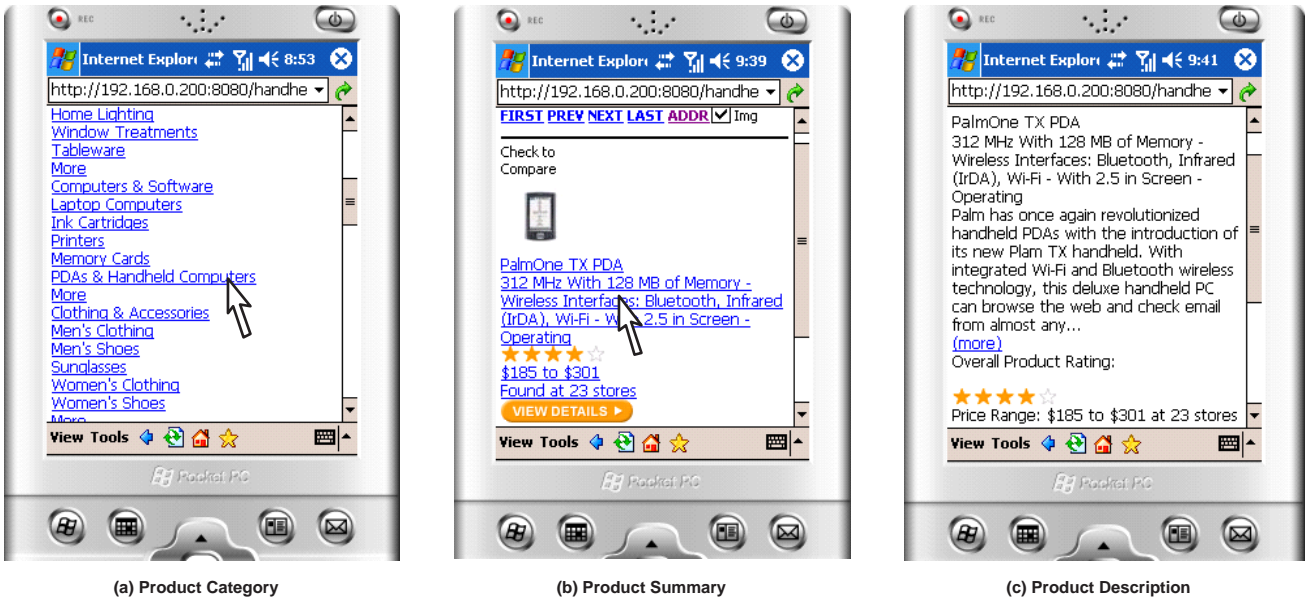 REC
Internet Explor 8:53
http://192.168.0.200:8080/handhe
Home Lighting
Window Treatments
Tableware
More
Computers & Software
Laptop Computers
Ink Cartridges
Printers
Memory Cards
PDAs & Handheld Computers
More
Clothing & Accessories
Men's Clothing
Men's Shoes
Sunglasses
Women's Clothing
Women's Shoes
More
View Tools
Pocket PC
(a) Product Category
REC
Internet Explor 9:39
http://192.168.0.200:8080/handhe
FIRST PREV NEXT LAST ADDR Img
Check to
Compare
PalmOne TX PDA
312 MHz With 128 MB of Memory -
Wireless Interfaces: Bluetooth, Infrared
(IrDA), Wi-Fi - With 2.5 in Screen -
Operating
$185 to $301
Found at 23 stores
VIEW DETAILS
View Tools
Pocket PC
(b) Product Summary
REC
Internet Explor 9:41
http://192.168.0.200:8080/handhe
PalmOne TX PDA
312 MHz With 128 MB of Memory -
Wireless Interfaces: Bluetooth, Infrared
(IrDA), Wi-Fi - With 2.5 in Screen -
Operating
Palm has once again revolutionized
handheld PDAs with the introduction of
its new Plam TX handheld. With
integrated Wi-Fi and Bluetooth wireless
technology, this deluxe handheld PC
can browse the web and check email
from almost any...
(more)
Overall Product Rating:
Price Range: $185 to $301 at 23 stores
View Tools
Pocket PC
(c) Product Description